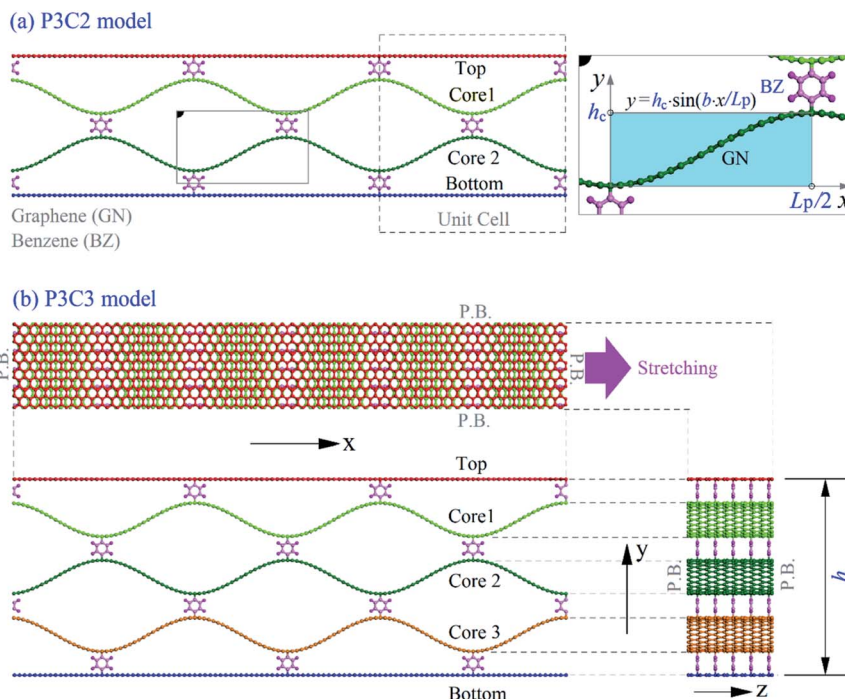 (a) P3C2 model
Top
Core1
Core 2
Bottom
Graphene (GN)
Benzene (BZ)
Unit Cell
y
BZ
hc
y=hc·sin(b·x/Lp)
GN
Lp/2
x
(b) P3C3 model
P.B.
P.B.
P.B.
Stretching
P.B.
x
Top
Core1
y
Core 2
Core 3
Bottom
P.B.
P.B.
h
z